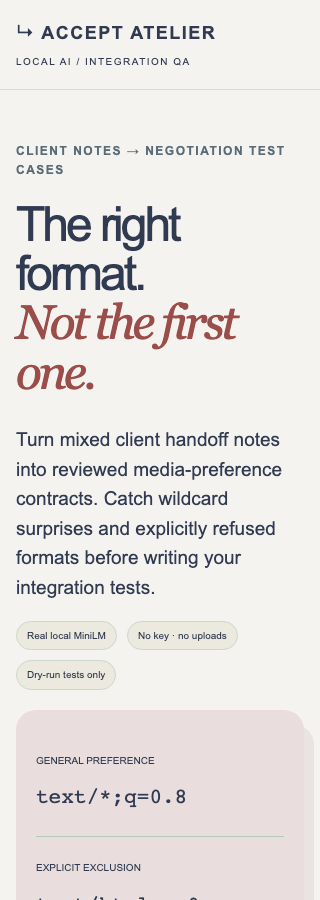 ↳ ACCEPT ATELIER
LOCAL AI / INTEGRATION QA
CLIENT NOTES → NEGOTIATION TEST
CASES
The right
format.
Not the first
one.
Turn mixed client handoff notes
into reviewed media-preference
contracts. Catch wildcard
surprises and explicitly refused
formats before writing your
integration tests.
Real local MiniLM
No key · no uploads
Dry-run tests only
GENERAL PREFERENCE
text/*;q=0.8
EXPLICIT EXCLUSION